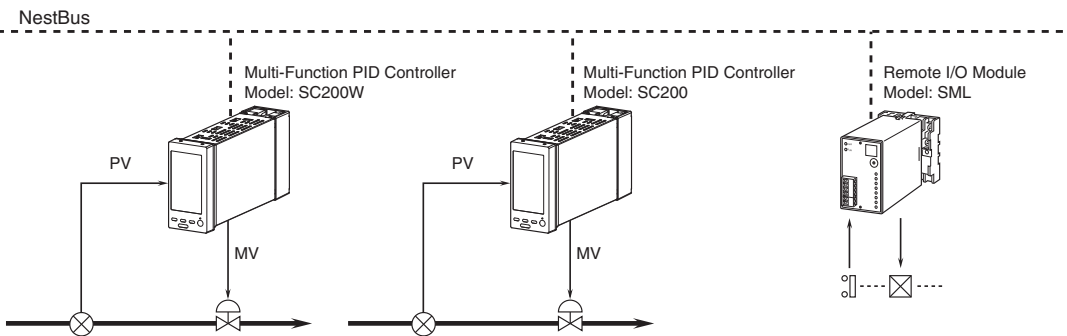 NestBus
Multi-Function PID Controller
Model: SC200W
Multi-Function PID Controller
Model: SC200
Remote I/O Module
Model: SML
PV
PV
MV
MV